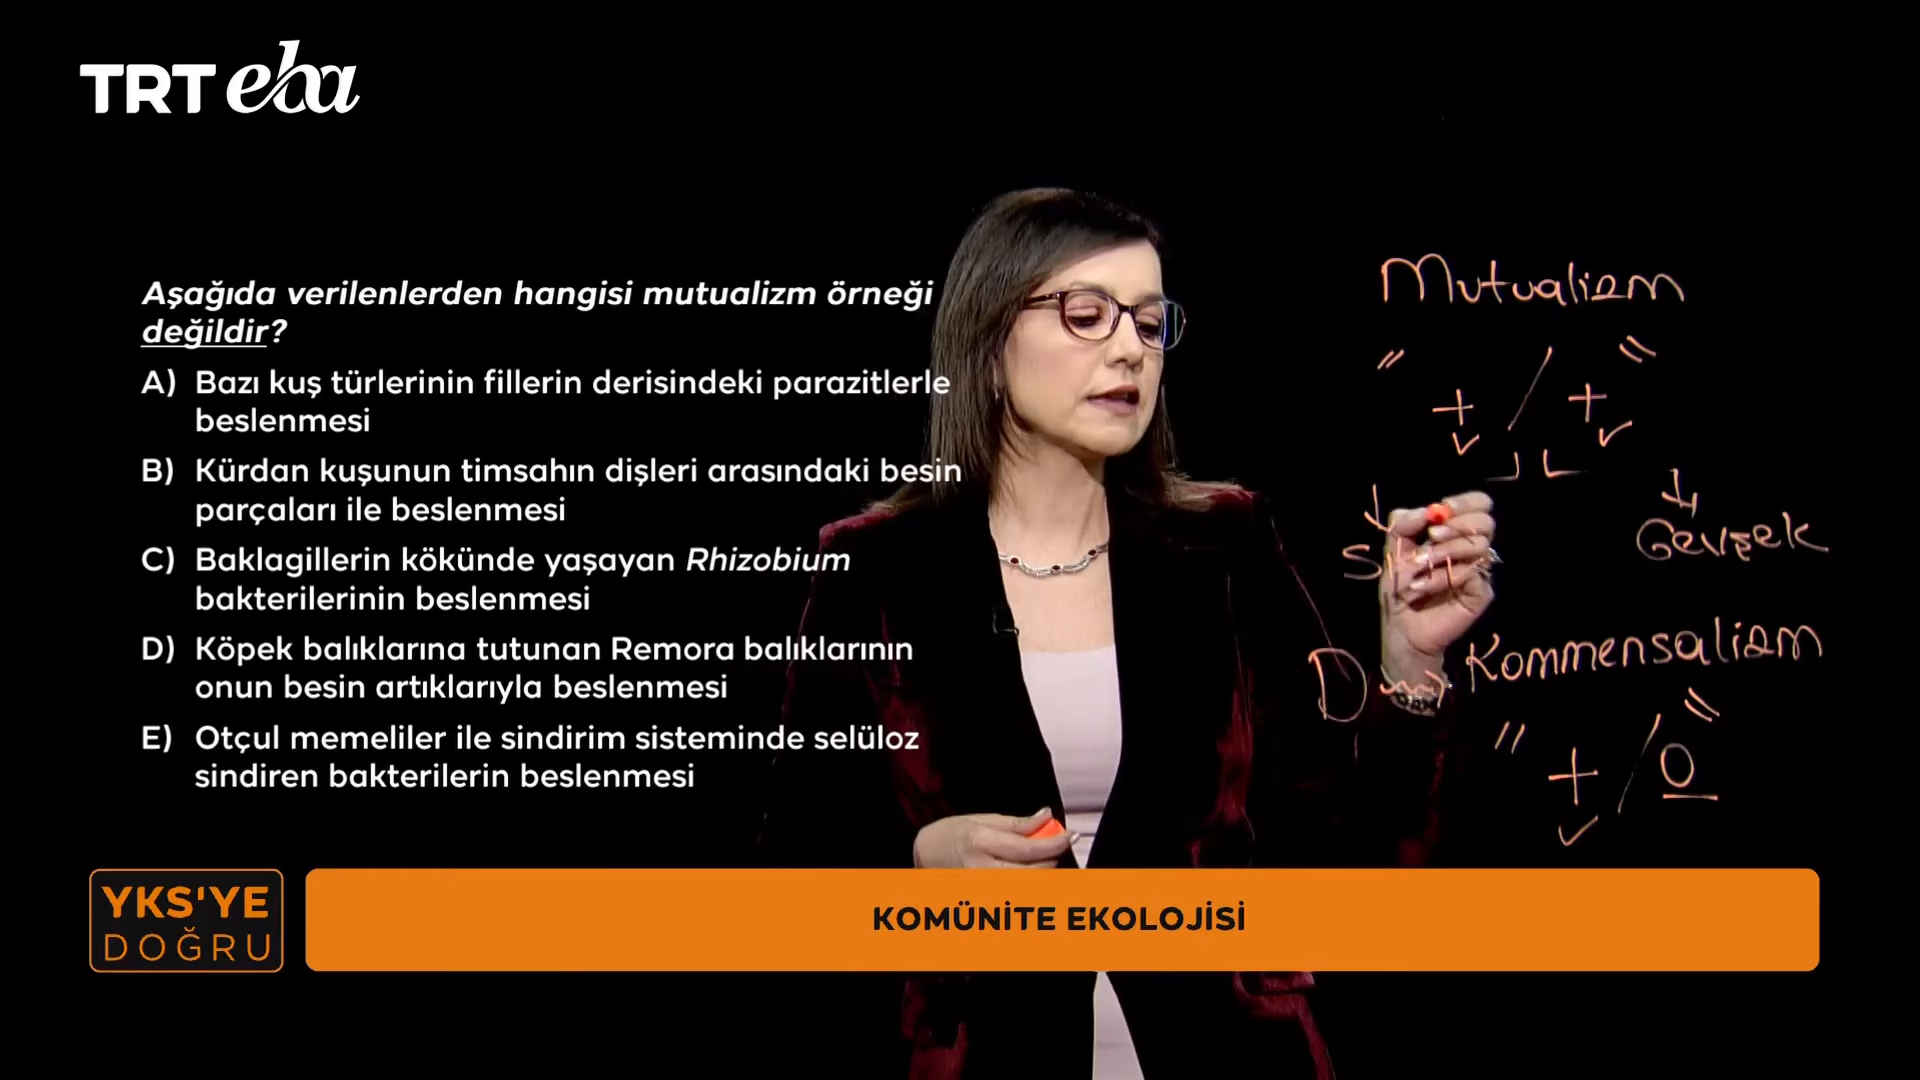 TRT eba
Aşağıda verilenlerden hangisi mutualizm örneği
değildir?
A) Bazı kuş türlerinin fillerin derisindeki parazitlerle
beslenmesi
B) Kürdan kuşunun timsahın dişleri arasındaki besin
parçaları ile beslenmesi
C) Baklagillerin kökünde yaşayan Rhizobium
bakterilerinin beslenmesi
D) Köpek balıklarına tutunan Remora balıklarının
onun besin artıklarıyla beslenmesi
E) Otçul memeliler ile sindirim sisteminde selüloz
sindiren bakterilerin beslenmesi
Mutualizm
" + / + "
Gevşek
D Kommensalizm
" + / 0 "
YKS'YE
DOĞRU
KOMÜNİTE EKOLOJİSİ